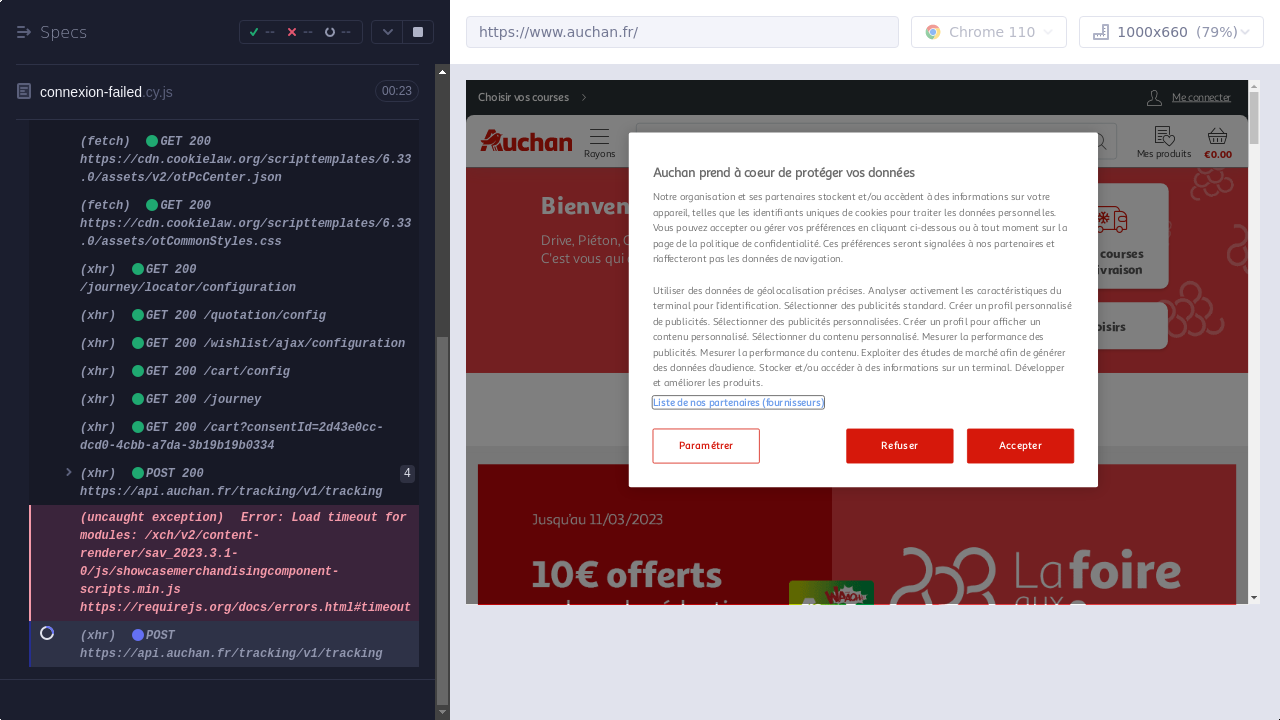 Specs
--
--
--
https://www.auchan.fr/
Chrome 110
1000x660 (79%)
connexion-failed.cy.js
00:23
(fetch) GET 200
https://cdn.cookielaw.org/scripttemplates/6.33
.0/assets/v2/otPcCenter.json
(fetch) GET 200
https://cdn.cookielaw.org/scripttemplates/6.33
.0/assets/otCommonStyles.css
(xhr) GET 200
/journey/locator/configuration
(xhr) GET 200 /quotation/config
(xhr) GET 200 /wishlist/ajax/configuration
(xhr) GET 200 /cart/config
(xhr) GET 200 /journey
(xhr) GET 200 /cart?consentId=2d43e0cc-
dcd0-4cbb-a7da-3b19b19b0334
(xhr) POST 200 4
https://api.auchan.fr/tracking/v1/tracking
(uncaught exception) Error: Load timeout for
modules: /xch/v2/content-
renderer/sav_2023.3.1-
0/js/showcasemerchandisingcomponent-
scripts.min.js
https://requirejs.org/docs/errors.html#timeout
(xhr) POST
https://api.auchan.fr/tracking/v1/tracking
Choisir vos courses
Me connecter
Auchan
Rayons
Mes produits
€0.00
Bienven
Drive, Piéton,
C'est vous qui
courses
ivraison
oisirs
Auchan prend à coeur de protéger vos données
Notre organisation et ses partenaires stockent et/ou accèdent à des informations sur votre
appareil, telles que les identifiants uniques de cookies pour traiter les données personnelles.
Vous pouvez accepter ou gérer vos préférences en cliquant ci-dessous ou à tout moment sur la
page de la politique de confidentialité. Ces préférences seront signalées à nos partenaires et
n'affecteront pas les données de navigation.
Utiliser des données de géolocalisation précises. Analyser activement les caractéristiques du
terminal pour l'identification. Sélectionner des publicités standard. Créer un profil personnalisé
de publicités. Sélectionner des publicités personnalisées. Créer un profil pour afficher un
contenu personnalisé. Sélectionner du contenu personnalisé. Mesurer la performance des
publicités. Mesurer la performance du contenu. Exploiter des études de marché afin de générer
des données d'audience. Stocker et/ou accéder à des informations sur un terminal. Développer
et améliorer les produits.
Liste de nos partenaires (fournisseurs)
Paramétrer
Refuser
Accepter
Jusqu'au 11/03/2023
10€ offerts
WAAOH
La foire
aux